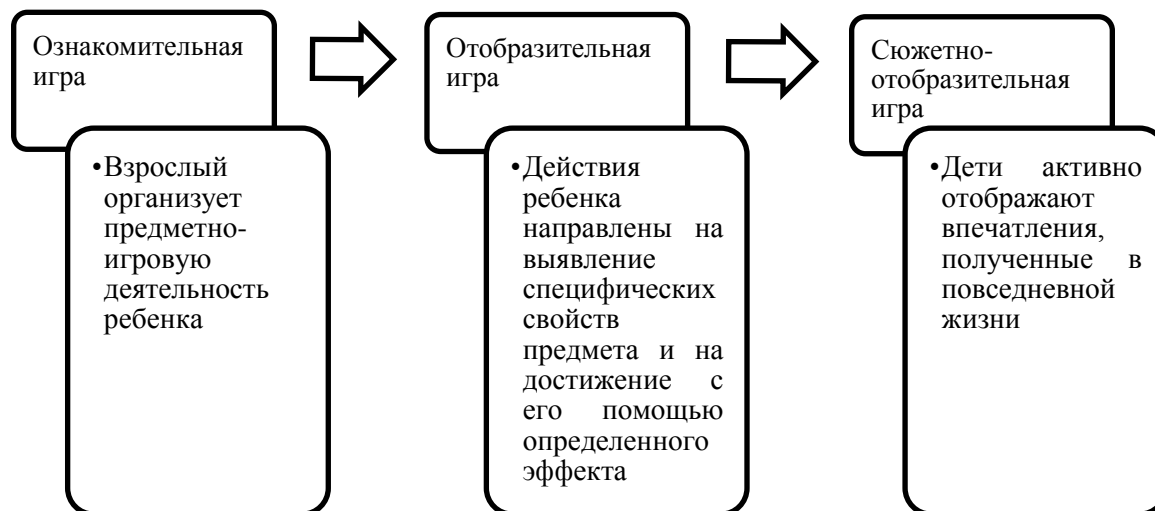 Ознакомительная
игра
•Взрослый
организует
предметно-
игровую
деятельность
ребенка
Отобразительная
игра
•Действия
ребенка
направлены на
выявление
специфических
свойств
предмета и на
достижение с
его помощью
определенного
эффекта
Сюжетно-
отобразительная
игра
•Дети активно
отображают
впечатления,
полученные в
повседневной
жизни